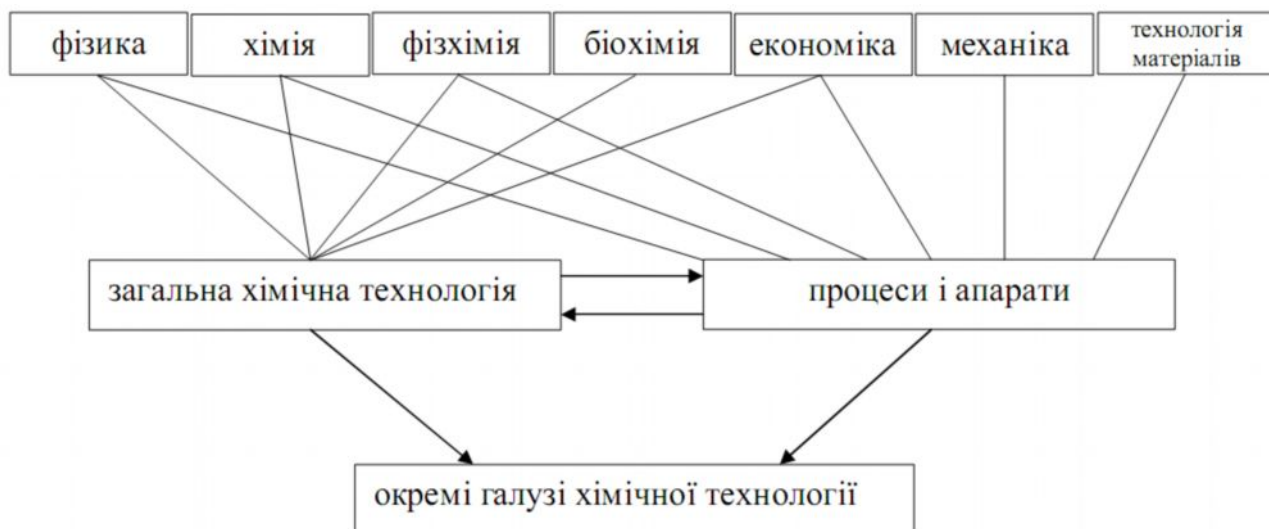 фізика
хімія
фізхімія
біохімія
економіка
механіка
технологія
матеріалів
загальна хімічна технологія
процеси і апарати
окремі галузі хімічної технології